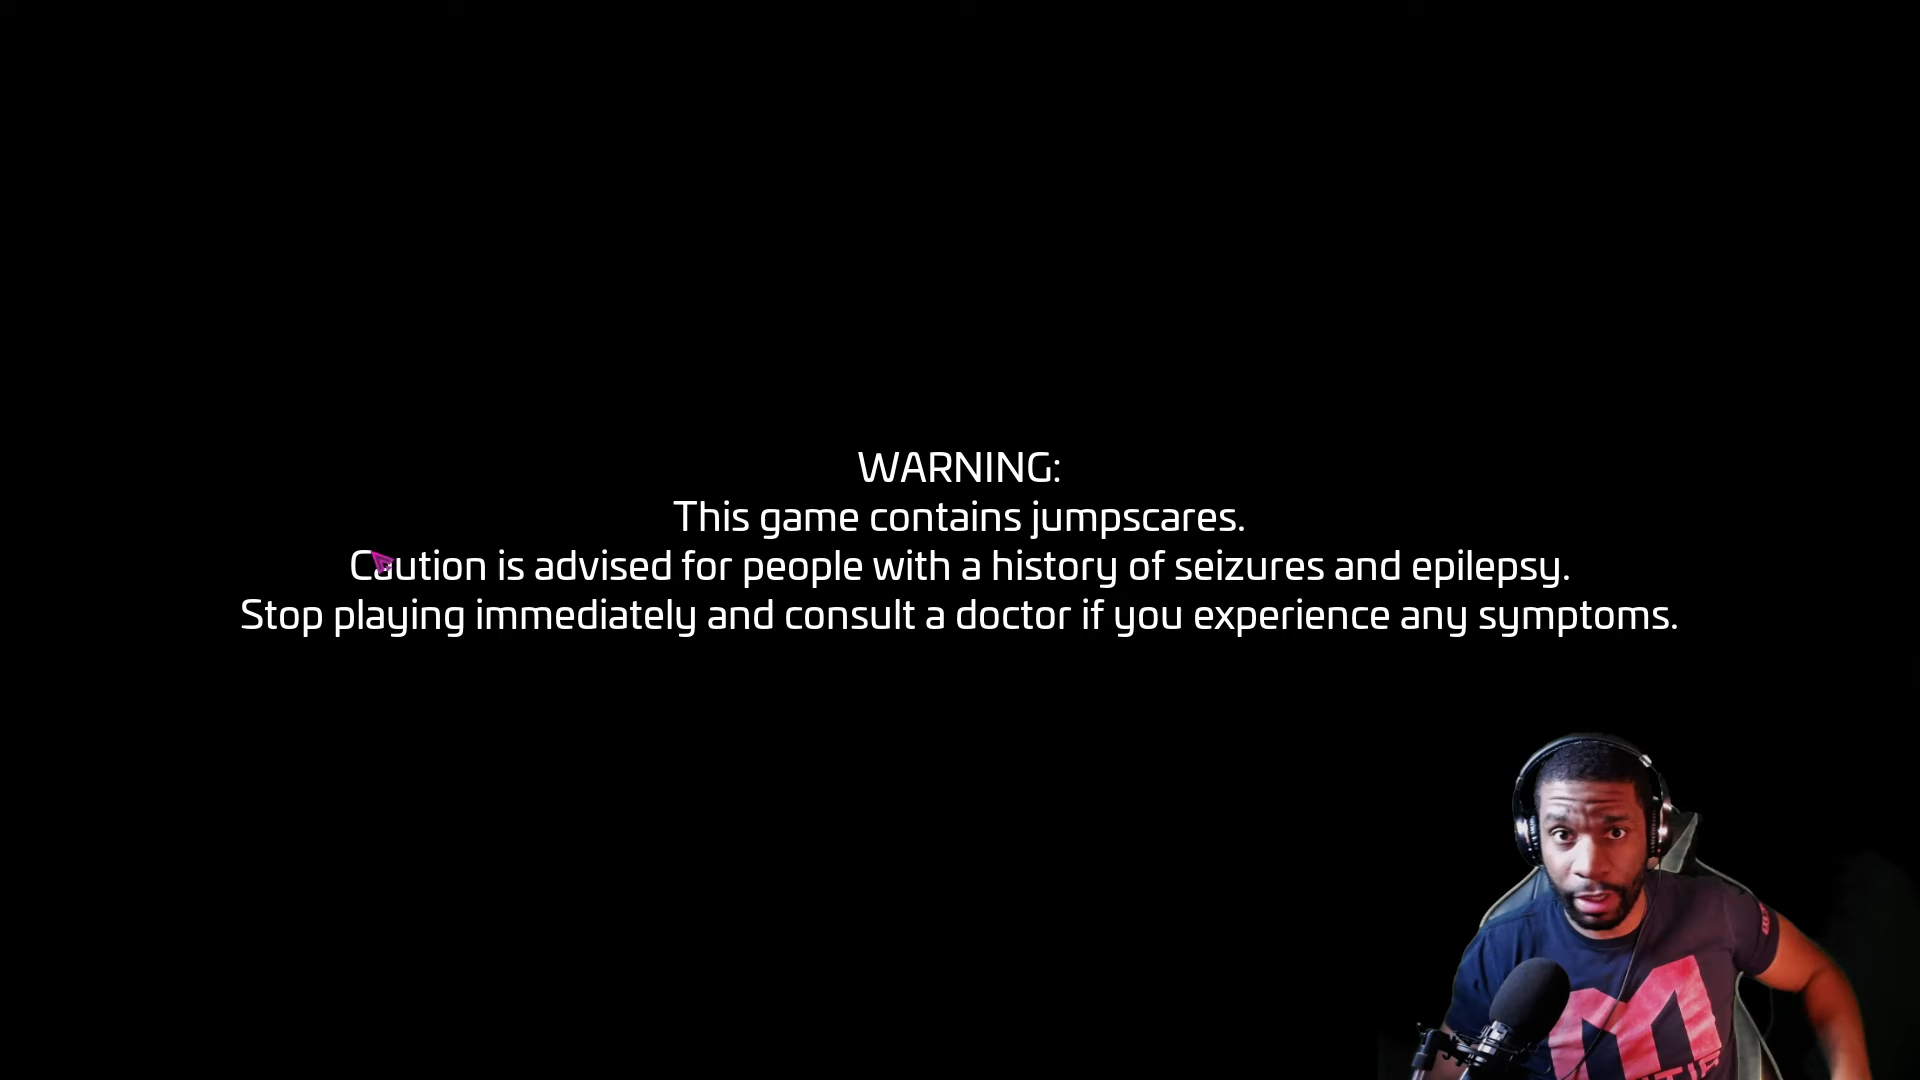 WARNING:
This game contains jumpscares.
Caution is advised for people with a history of seizures and epilepsy.
Stop playing immediately and consult a doctor if you experience any symptoms.